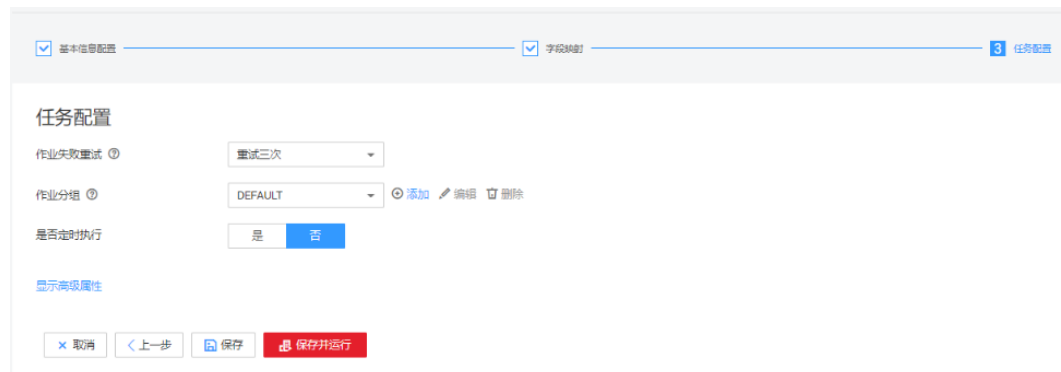 基本信息配置 字段映射 3 任务配置
任务配置
作业失败重试 重试三次
作业分组 DEFAULT 添加 编辑 删除
是否定时执行 是 否
显示高级属性
取消 上一步 保存 保存并运行